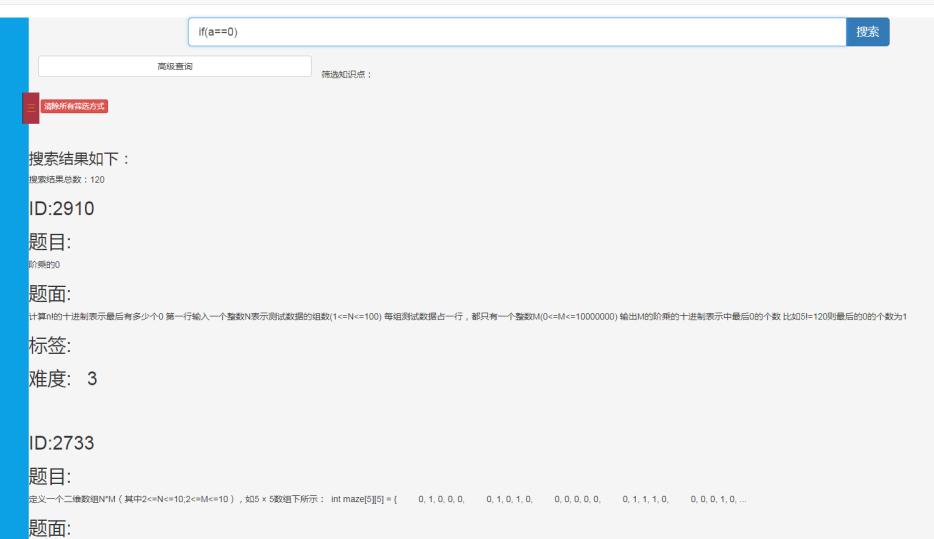 if(a==0)
搜索
高级查询
筛选知识点：
三
清除所有筛选方式
搜索结果如下：
搜索结果总数：120
ID:2910
题目:
阶乘的0
题面:
计算n!的十进制表示最后有多少个0 第一行输入一个整数N表示测试数据的组数(1<=N<=100) 每组测试数据占一行，都只有一个整数M(0<=M<=10000000) 输出M的阶乘的十进制表示中最后0的个数 比如5!=120则最后的0的个数为1
标签:
难度: 3
ID:2733
题目:
定义一个二维数组N*M（其中2<=N<=10;2<=M<=10），如5 × 5数组下所示： int maze[5][5] = { 0, 1, 0, 0, 0, 0, 1, 0, 1, 0, 0, 0, 0, 0, 0, 0, 1, 1, 1, 0, 0, 0, 0, 1, 0, ...
题面: